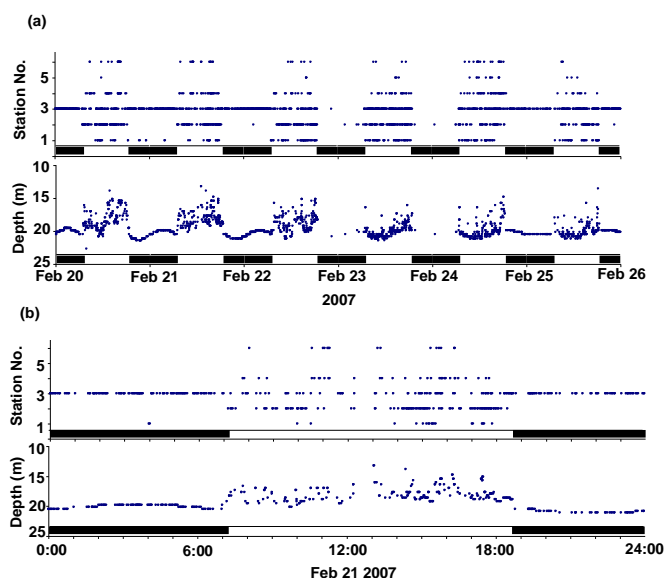 (a)
Station No.
5
3
1
Depth (m)
10
15
20
25
Feb 20 Feb 21 Feb 22 Feb 23 Feb 24 Feb 25 Feb 26
2007
(b)
Station No.
5
3
1
Depth (m)
10
15
20
25
0:00 6:00 12:00 18:00 24:00
Feb 21 2007